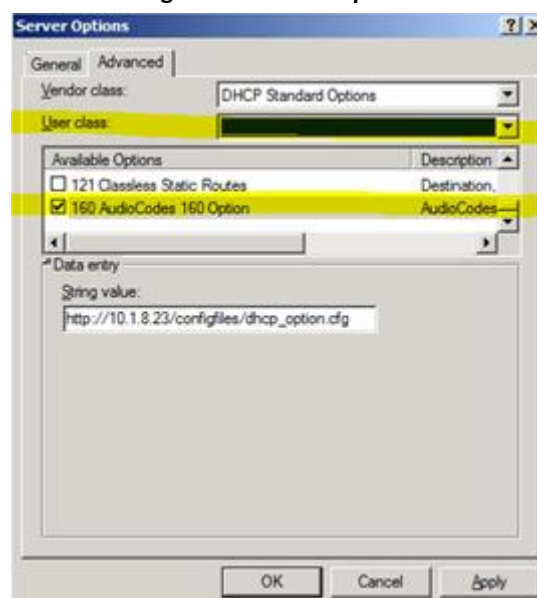 Server Options
General Advanced
Vendor class: DHCP Standard Options
User class:
Available Options Description
121 Classless Static Routes Destination,
160 AudioCodes 160 Option AudioCodes
Data entry
String value:
http://10.1.8.23/configfiles/dhcp_option.cfg
OK Cancel Apply